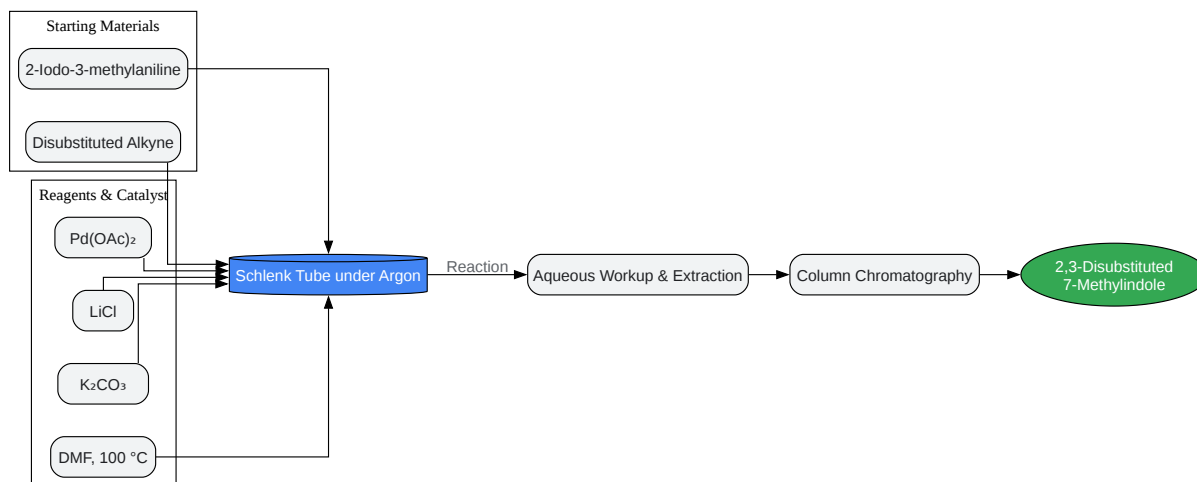 Starting Materials
2-Iodo-3-methylaniline
Disubstituted Alkyne
Reagents & Catalyst
Pd(OAc)₂
LiCl
K₂CO₃
DMF, 100 °C
Schlenk Tube under Argon
Reaction
Aqueous Workup & Extraction
Column Chromatography
2,3-Disubstituted
7-Methylindole